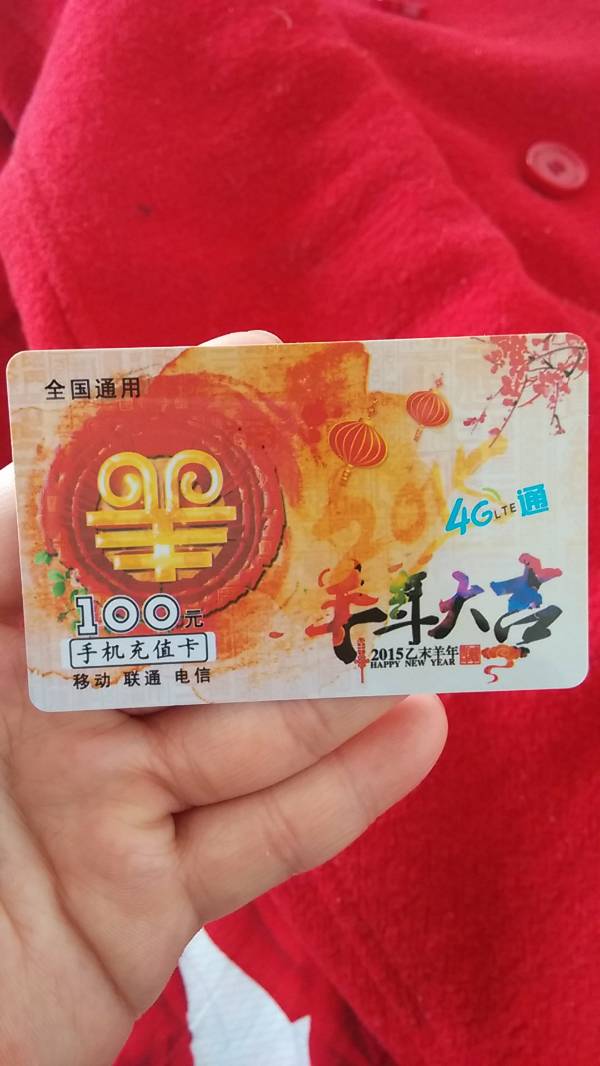 全国通用
4G LTE 通
100元
手机充值卡
移动 联通 电信
羊年大吉
2015乙未羊年
HAPPY NEW YEAR